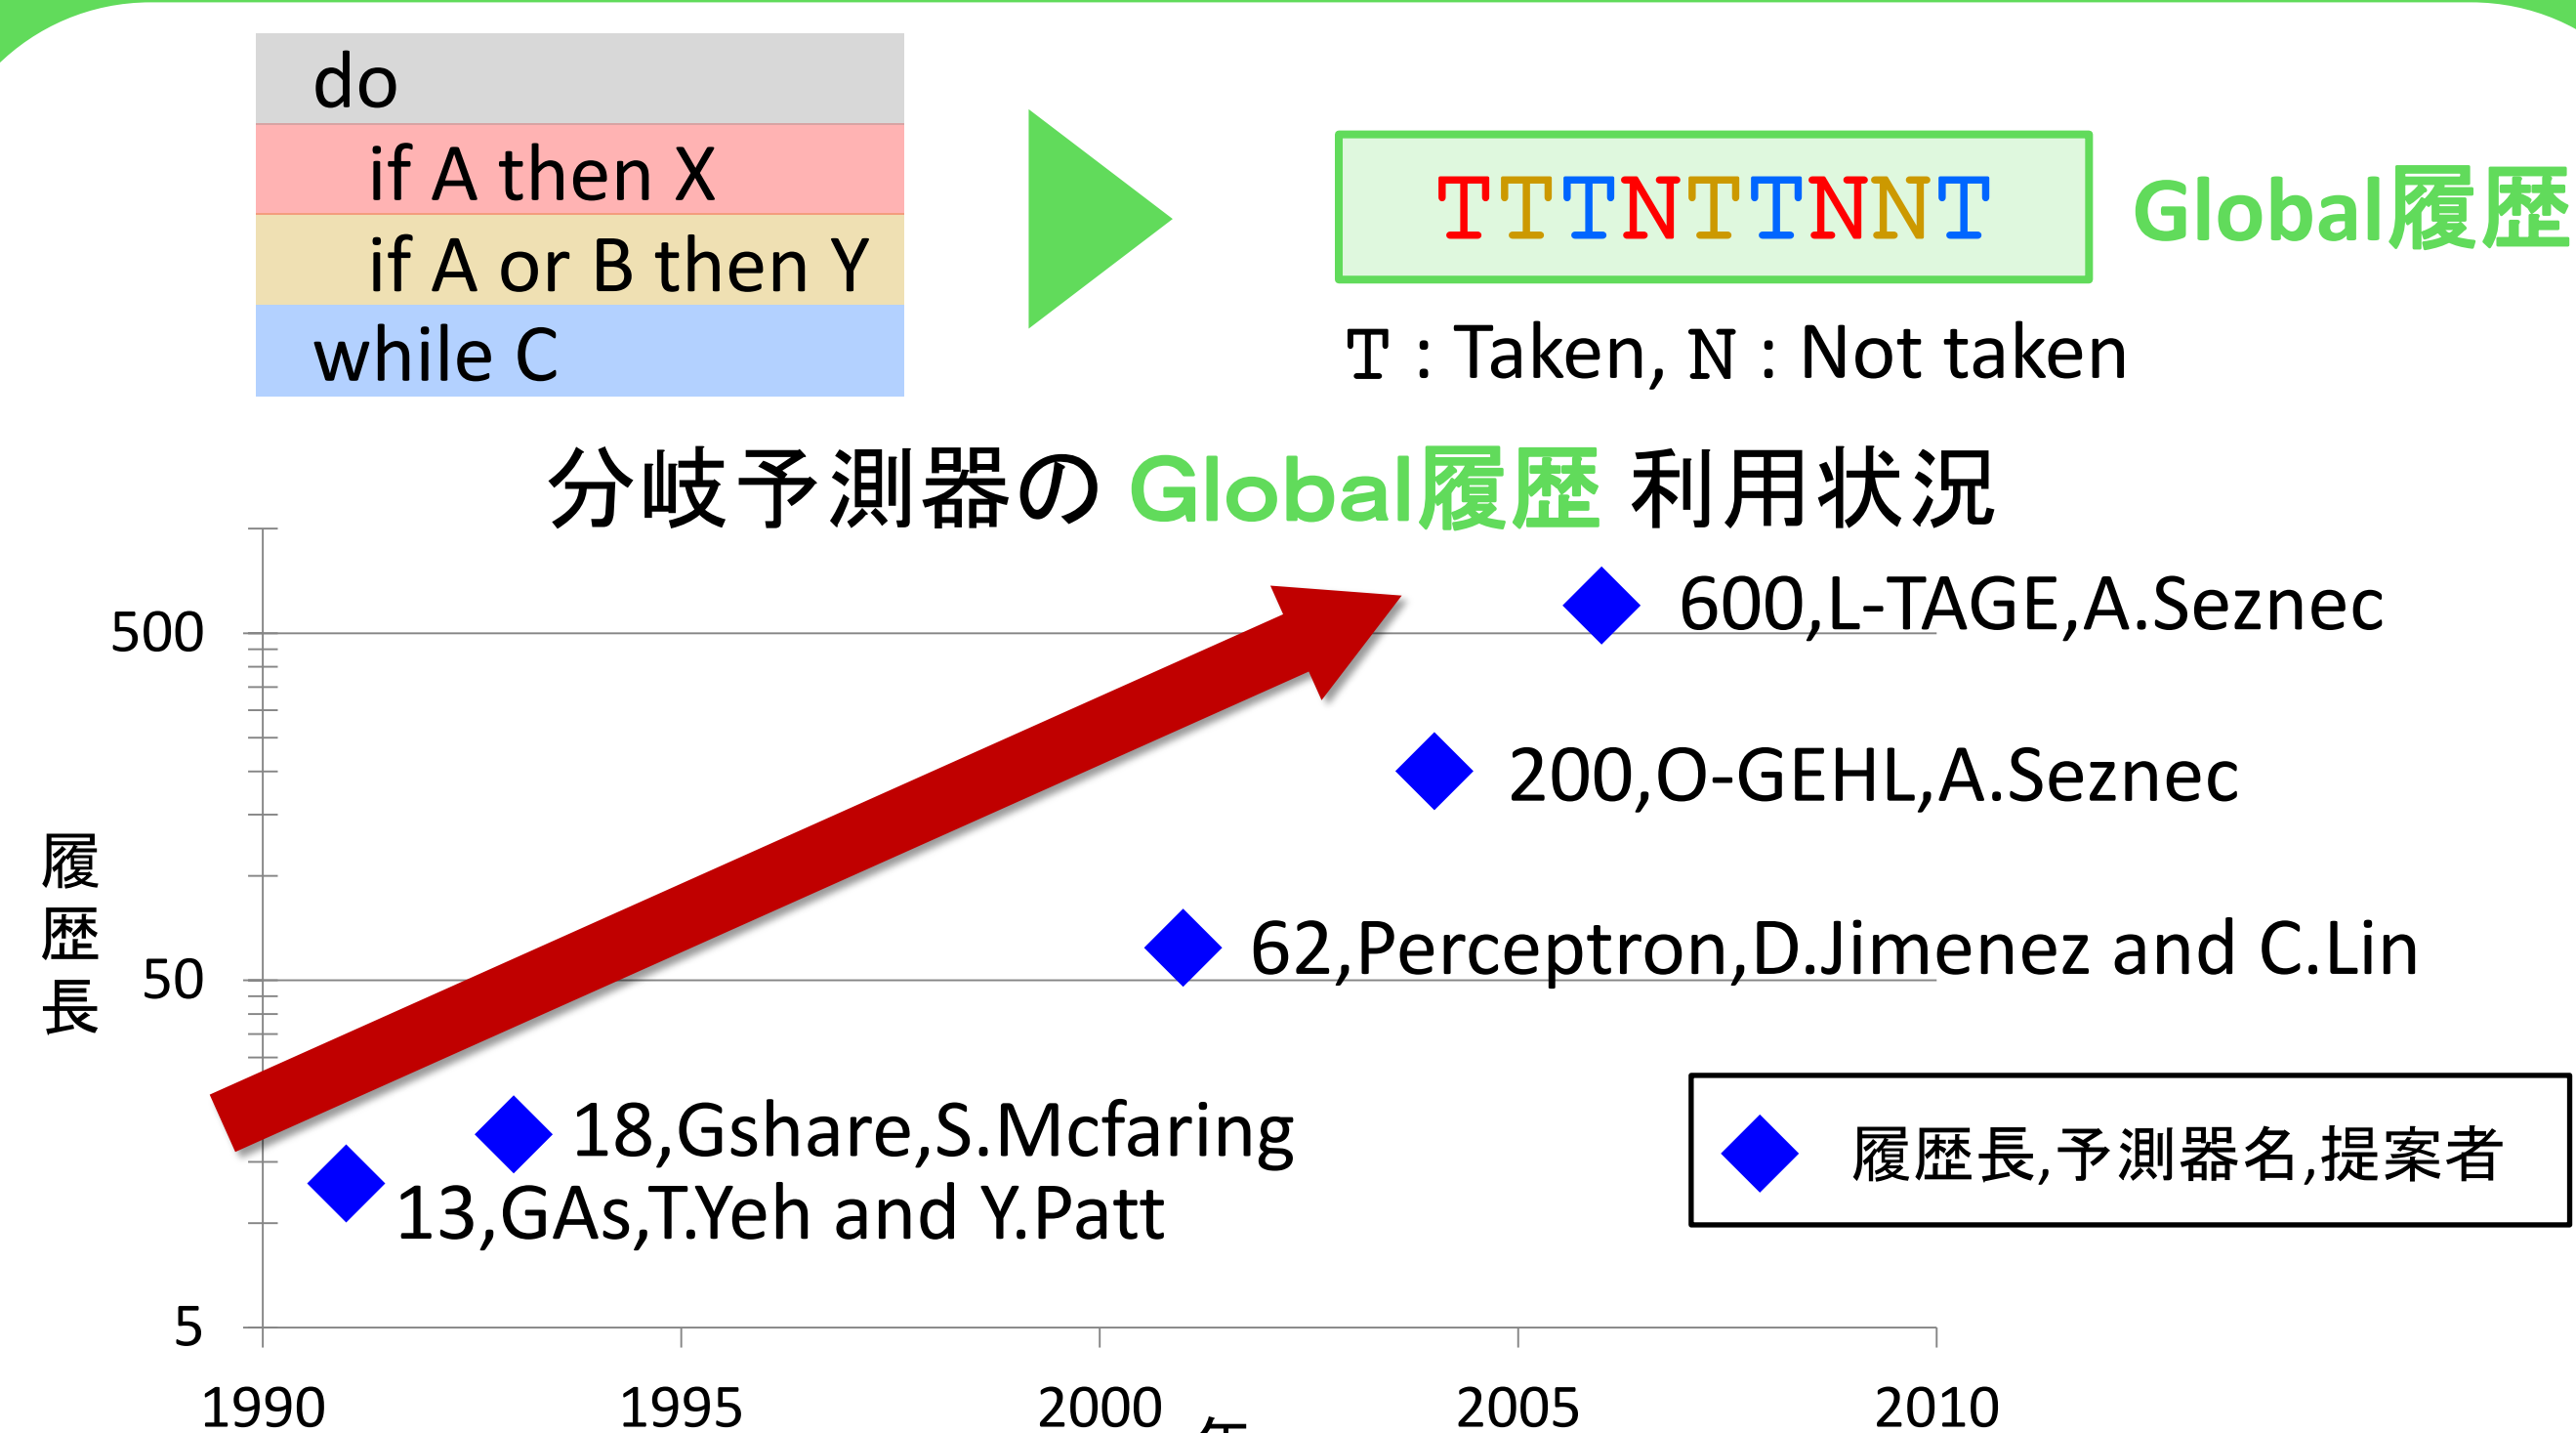 do
if A then X
if A or B then Y
while C
TTTNTTNNT
Global履歴
T : Taken, N : Not taken
分岐予測器の Global履歴 利用状況
500
600,L-TAGE,A.Seznec
200,O-GEHL,A.Seznec
履歴長
50
62,Perceptron,D.Jimenez and C.Lin
18,Gshare,S.Mcfaring
13,GAs,T.Yeh and Y.Patt
履歴長,予測器名,提案者
5
1990
1995
2000
2005
2010